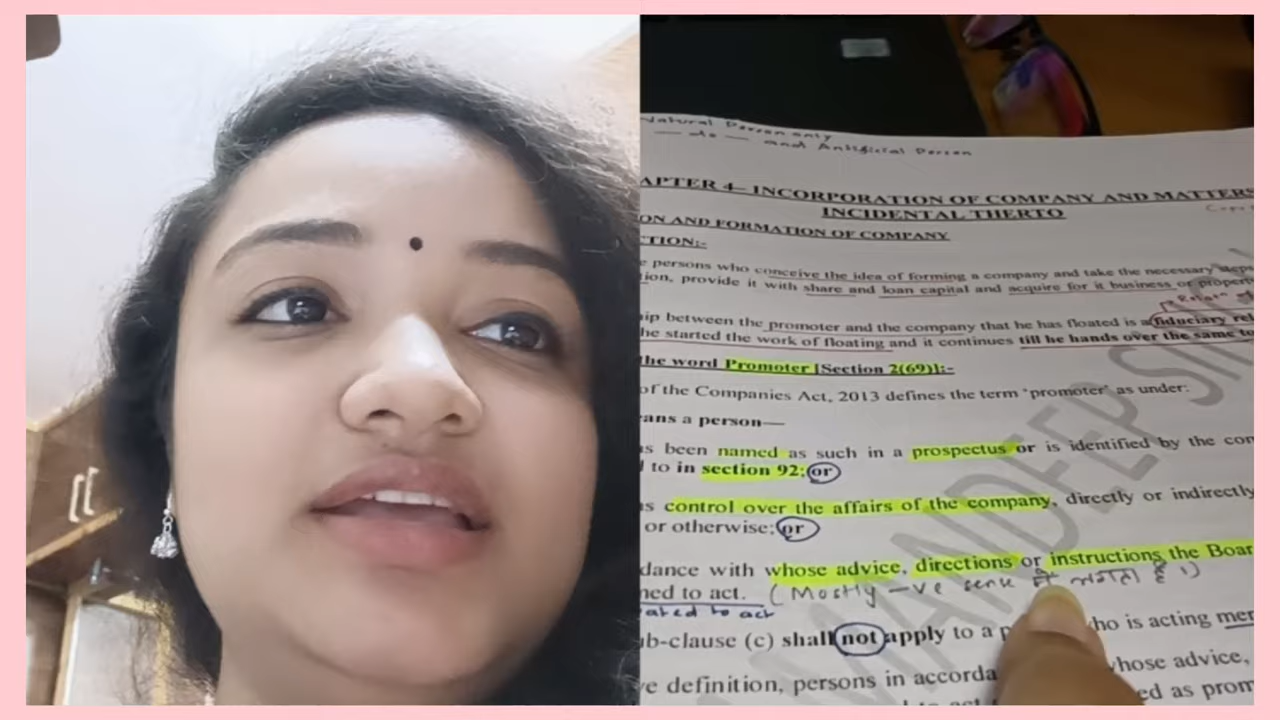 Natural Person only
— do — and Artificial Person
APTER 4– INCORPORATION OF COMPANY AND MATTERS
INCIDENTAL THERTO
ON AND FORMATION OF COMPANY
CTION:-
e persons who conceive the idea of forming a company and take the necessary steps
tion, provide it with share and loan capital and acquire for it business or propert
ip between the promoter and the company that he has floated is a fiduciary rel
he started the work of floating and it continues till he hands over the same to
the word Promoter [Section 2(69)]:-
of the Companies Act, 2013 defines the term 'promoter' as under:
ans a person—
s been named as such in a prospectus or is identified by the con
l to in section 92; or
s control over the affairs of the company, directly or indirectly
or otherwise; or
dance with whose advice, directions or instructions the Boar
ned to act. (Mostly -ve sense में
ated to act
b-clause (c) shall not apply to a p ho is acting mer
e definition, persons in accorda whose advice,
ed as prom
MANDEEP SIN